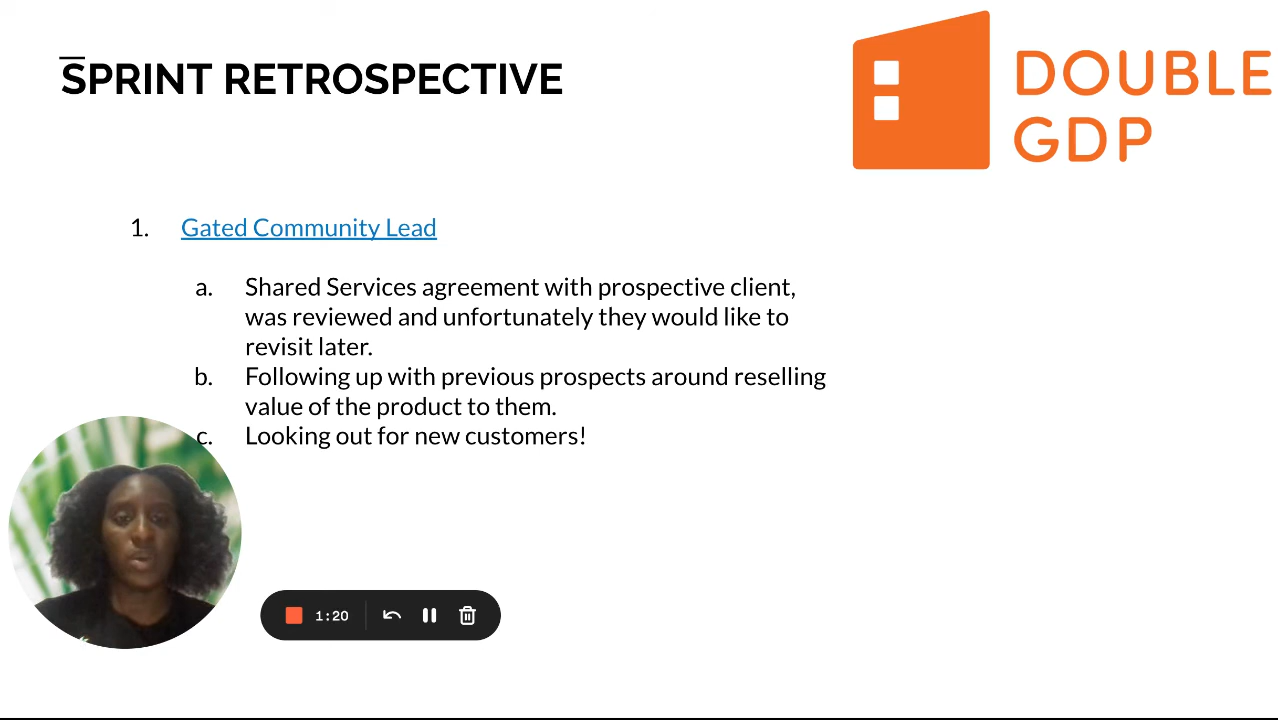 SPRINT RETROSPECTIVE
DOUBLE
GDP
1. Gated Community Lead
a. Shared Services agreement with prospective client,
was reviewed and unfortunately they would like to
revisit later.
b. Following up with previous prospects around reselling
value of the product to them.
c. Looking out for new customers!
1:20